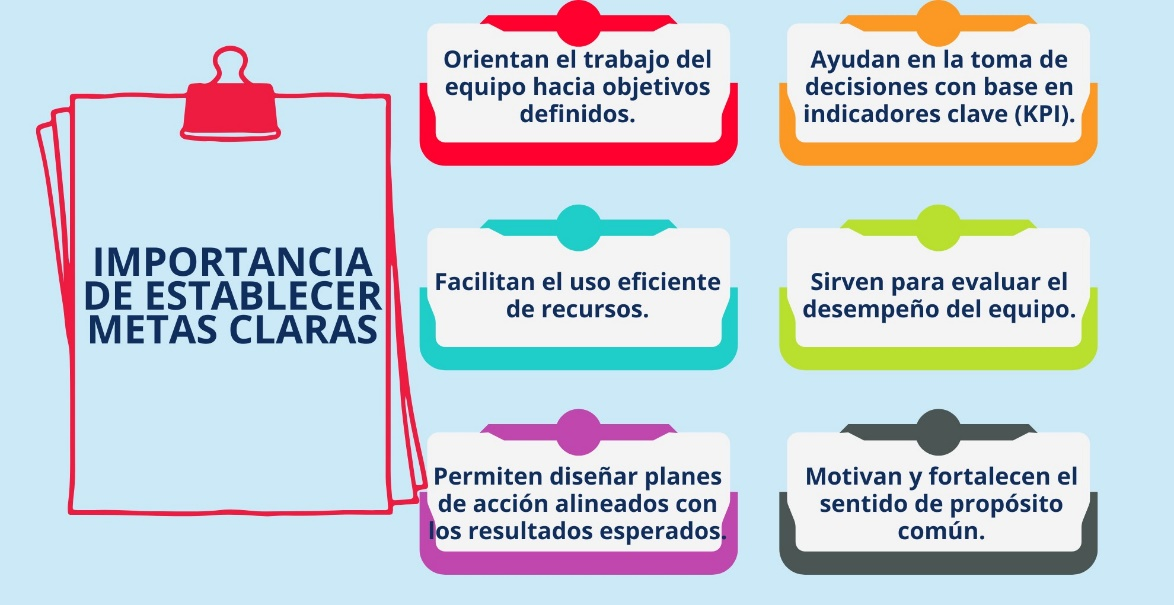 IMPORTANCIA
DE ESTABLECER
METAS CLARAS
Orientan el trabajo del
equipo hacia objetivos
definidos.
Ayudan en la toma de
decisiones con base en
indicadores clave (KPI).
Facilitan el uso eficiente
de recursos.
Sirven para evaluar el
desempeño del equipo.
Permiten diseñar planes
de acción alineados con
los resultados esperados.
Motivan y fortalecen el
sentido de propósito
común.